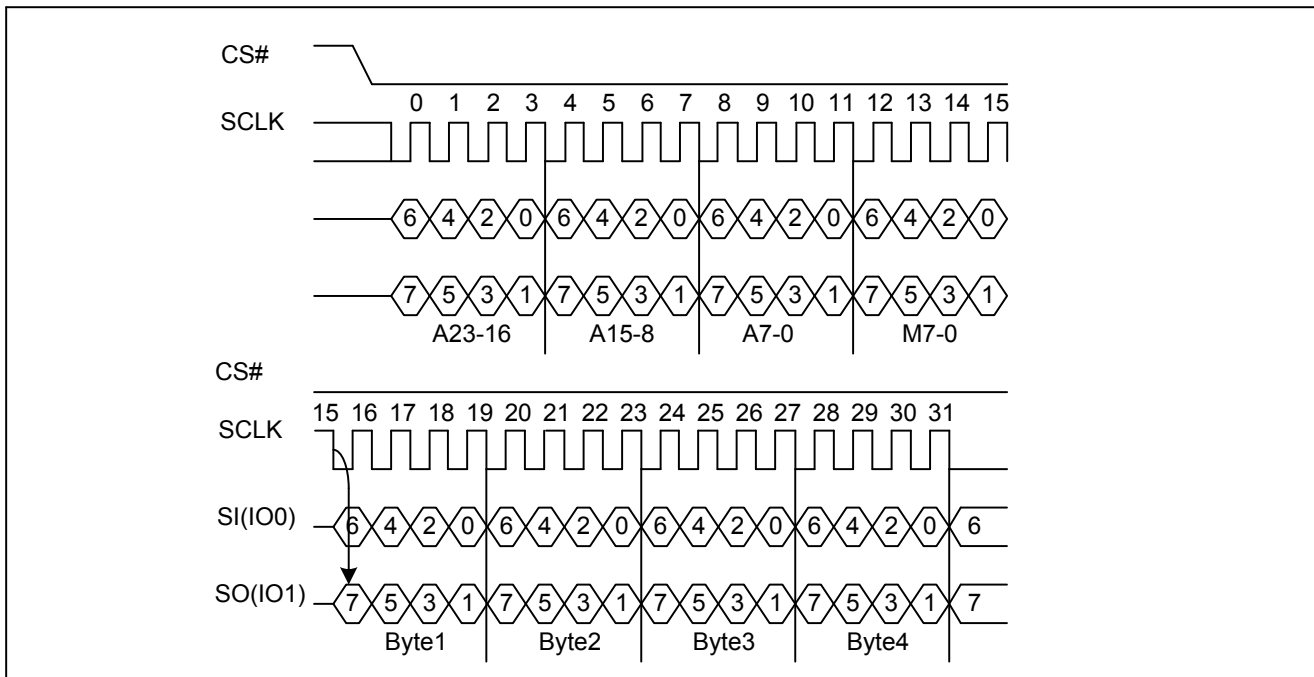 CS#
0 1 2 3 4 5 6 7 8 9 10 11 12 13 14 15
SCLK
6 4 2 0 6 4 2 0 6 4 2 0 6 4 2 0
7 5 3 1 7 5 3 1 7 5 3 1 7 5 3 1
A23-16 A15-8 A7-0 M7-0
CS#
15 16 17 18 19 20 21 22 23 24 25 26 27 28 29 30 31
SCLK
SI(IO0) 6 4 2 0 6 4 2 0 6 4 2 0 6 4 2 0 6
SO(IO1) 7 5 3 1 7 5 3 1 7 5 3 1 7 5 3 1 7
Byte1 Byte2 Byte3 Byte4